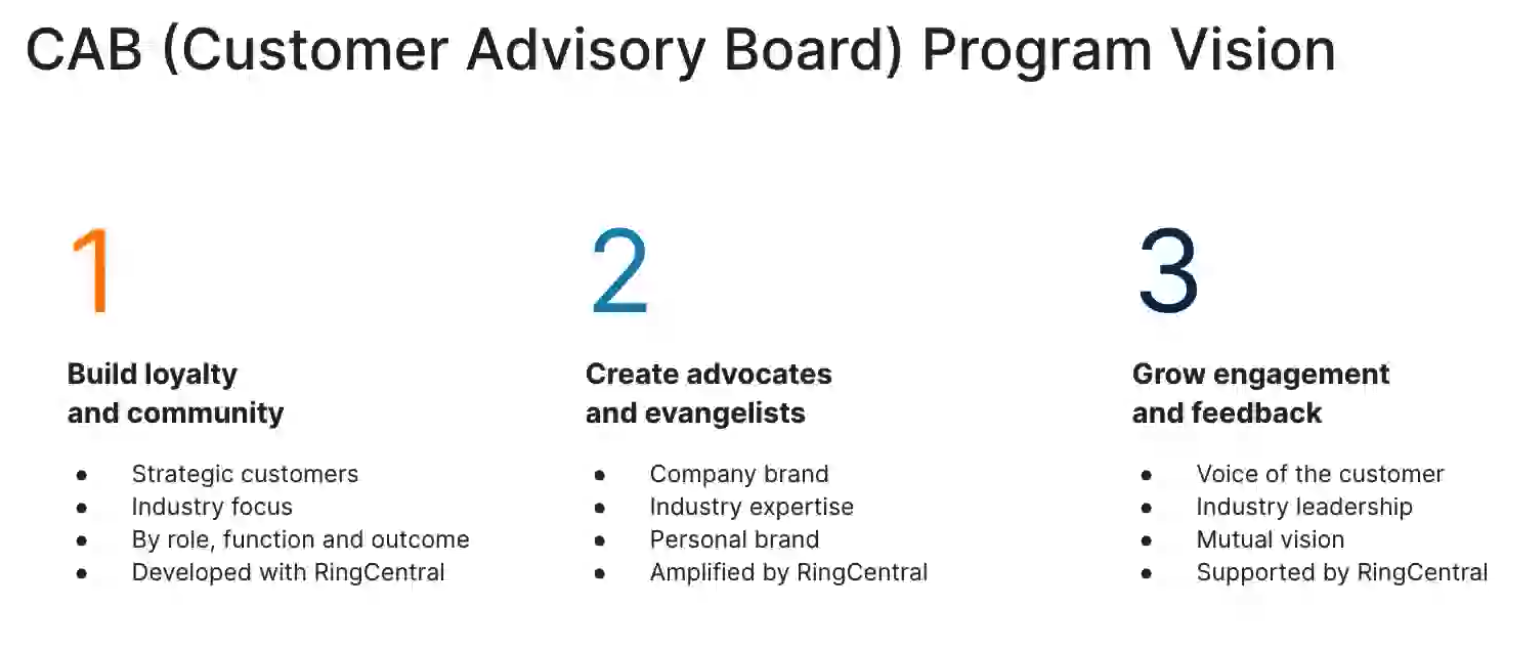 CAB (Customer Advisory Board) Program Vision
1
Build loyalty
and community
● Strategic customers
● Industry focus
● By role, function and outcome
● Developed with RingCentral
2
Create advocates
and evangelists
● Company brand
● Industry expertise
● Personal brand
● Amplified by RingCentral
3
Grow engagement
and feedback
● Voice of the customer
● Industry leadership
● Mutual vision
● Supported by RingCentral